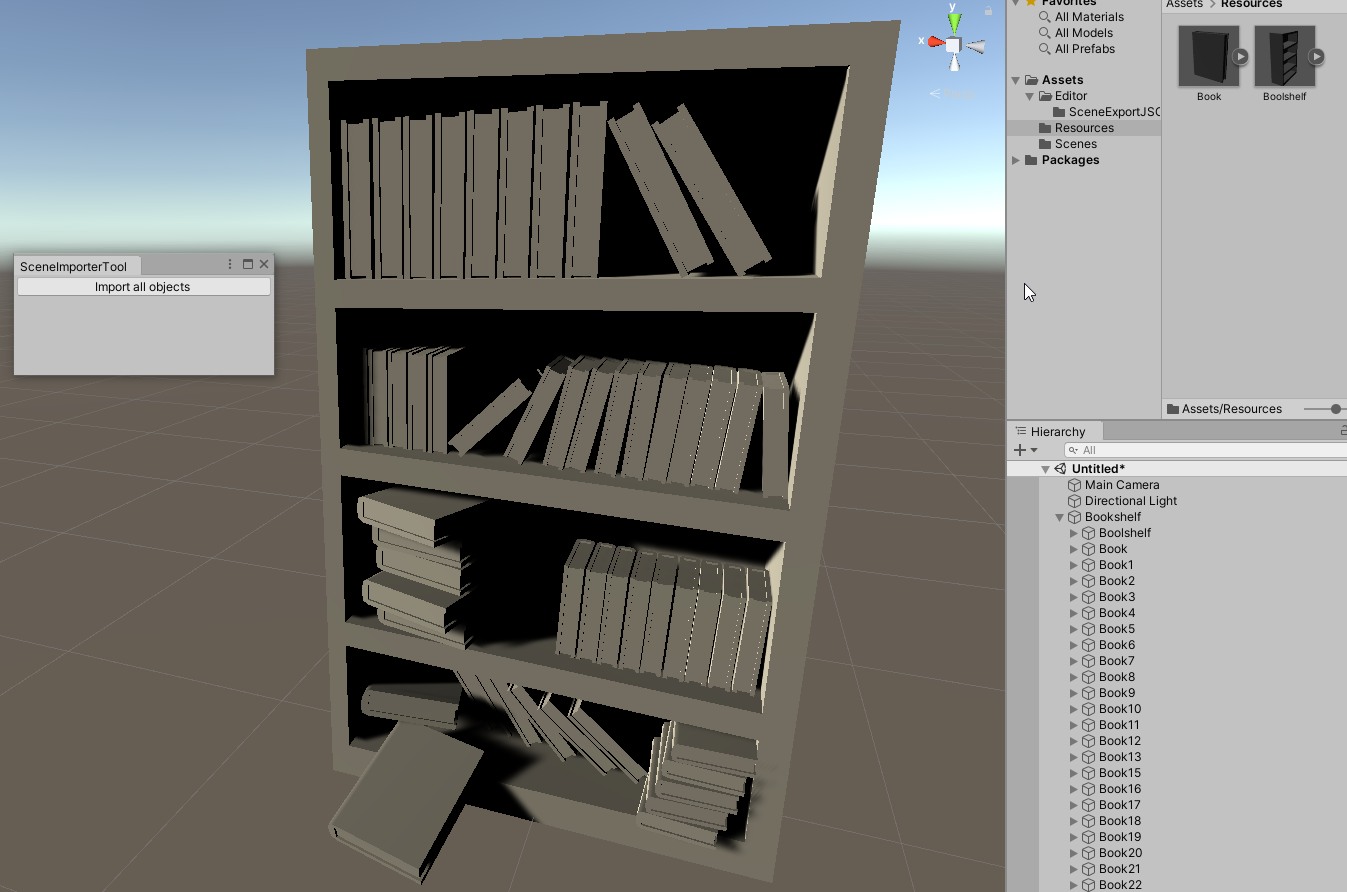 y
x
SceneImporterTool
Import all objects
Favorites
All Materials
All Models
All Prefabs
Assets
Editor
SceneExportJSO
Resources
Scenes
Packages
Assets > Resources
Book
Boolshelf
Assets/Resources
Hierarchy
All
Untitled*
Main Camera
Directional Light
Bookshelf
Boolshelf
Book
Book1
Book2
Book3
Book4
Book5
Book6
Book7
Book8
Book9
Book10
Book11
Book12
Book13
Book15
Book16
Book17
Book18
Book19
Book20
Book21
Book22